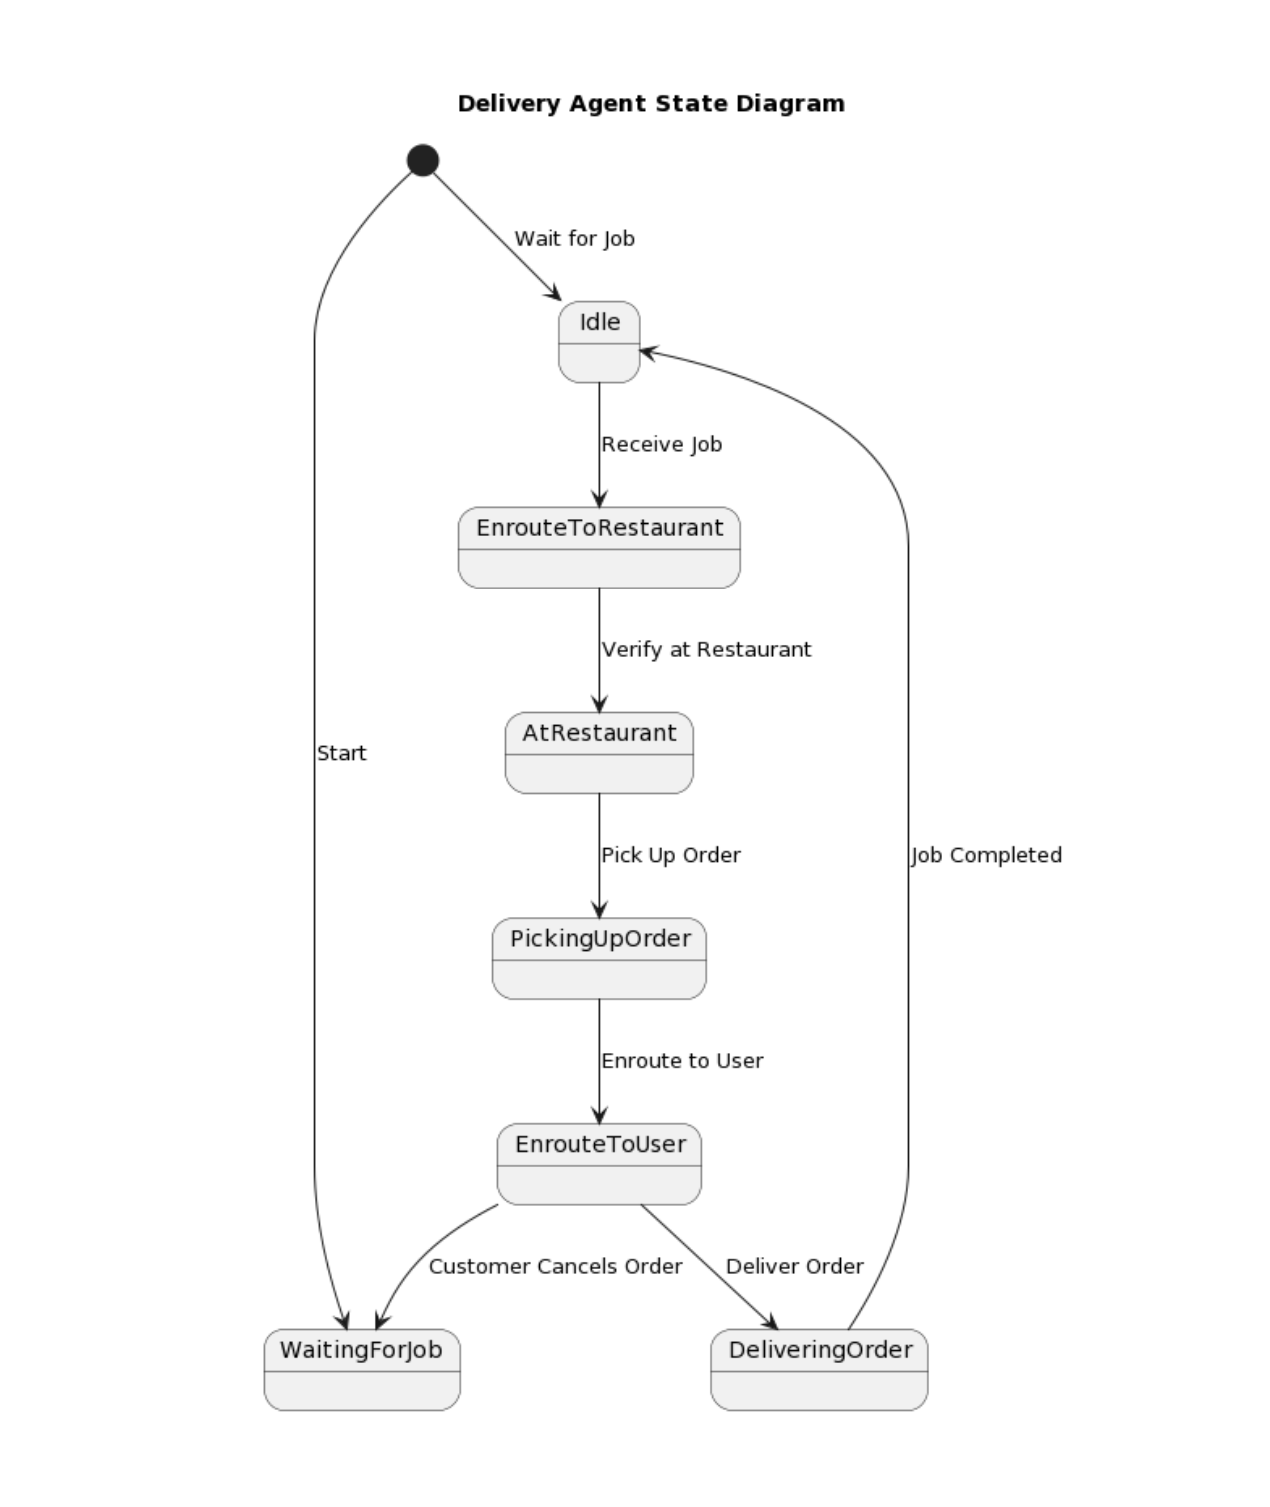 Delivery Agent State Diagram
Wait for Job
Idle
Receive Job
EnrouteToRestaurant
Verify at Restaurant
AtRestaurant
Start
Pick Up Order
Job Completed
PickingUpOrder
Enroute to User
EnrouteToUser
Customer Cancels Order
Deliver Order
WaitingForJob
DeliveringOrder